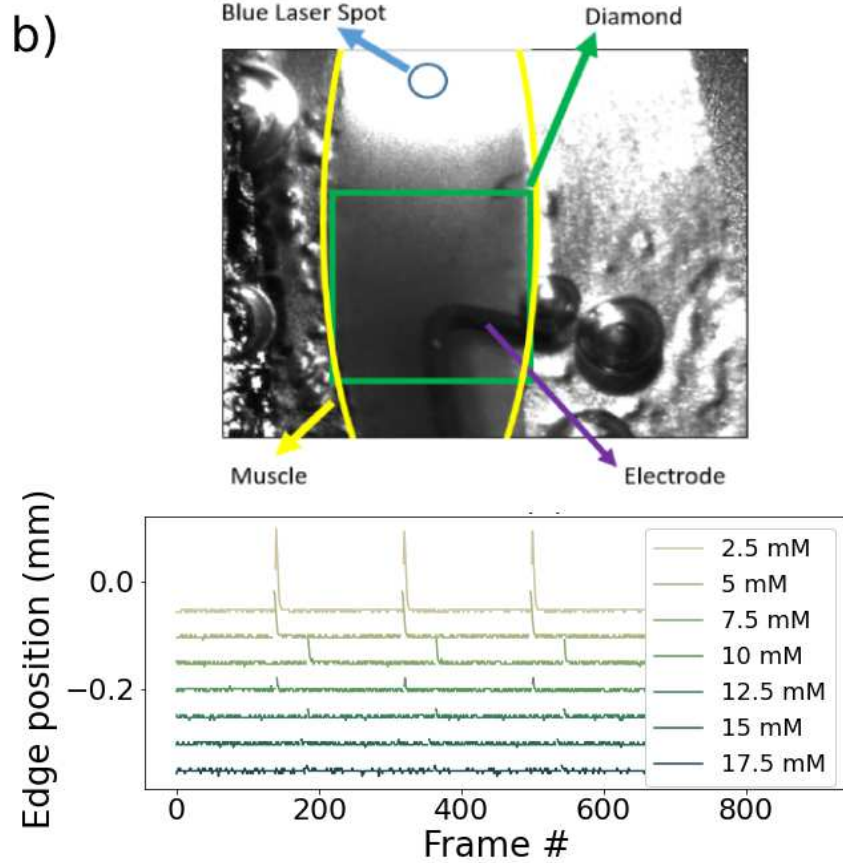 b)
Blue Laser Spot
Diamond
Muscle
Electrode
Edge position (mm)
0.0
−0.2
2.5 mM
5 mM
7.5 mM
10 mM
12.5 mM
15 mM
17.5 mM
0
200
400
600
800
Frame #